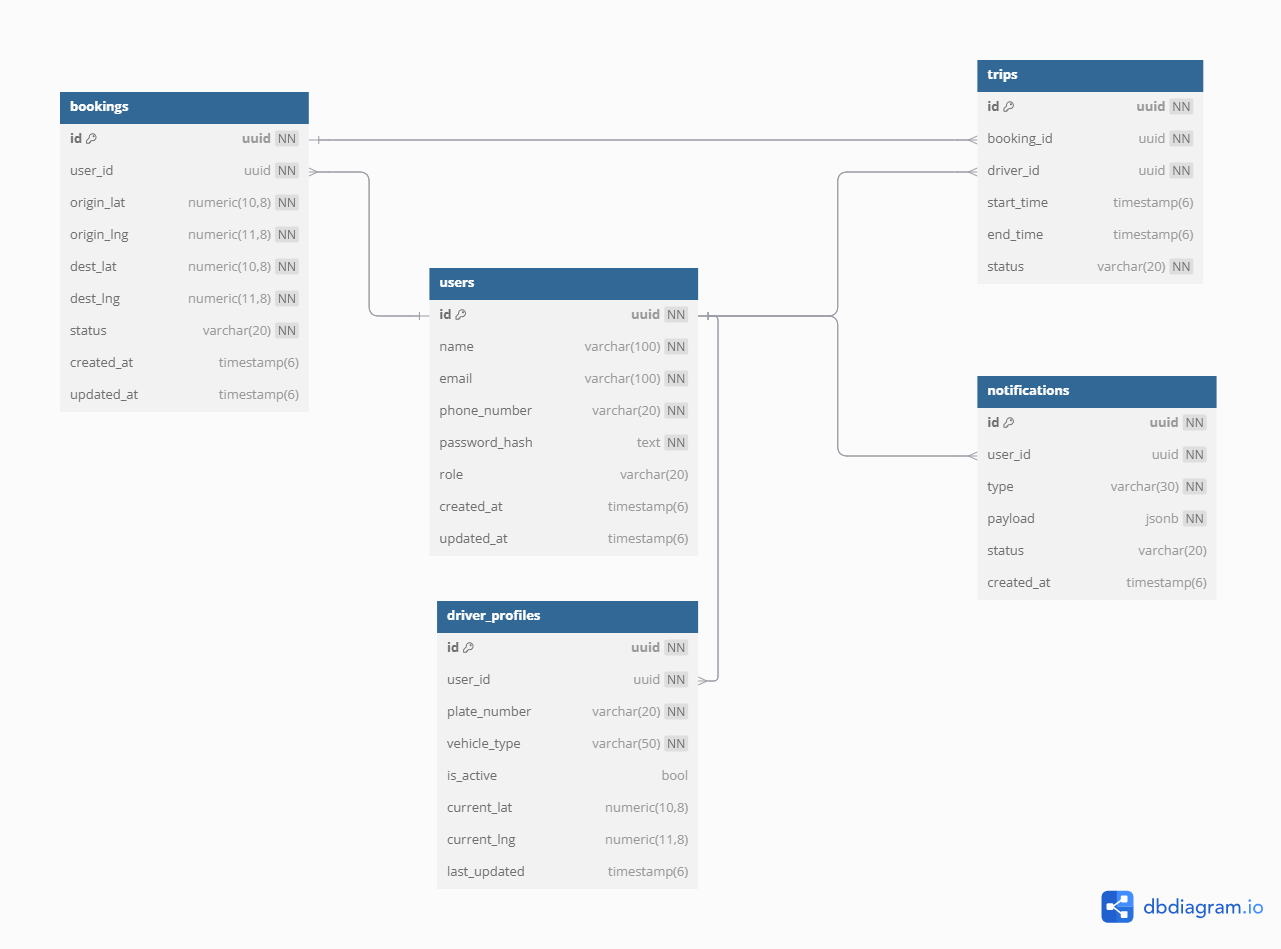 bookings
id uuid NN
user_id uuid NN
origin_lat numeric(10,8) NN
origin_lng numeric(11,8) NN
dest_lat numeric(10,8) NN
dest_lng numeric(11,8) NN
status varchar(20) NN
created_at timestamp(6)
updated_at timestamp(6)
users
id uuid NN
name varchar(100) NN
email varchar(100) NN
phone_number varchar(20) NN
password_hash text NN
role varchar(20)
created_at timestamp(6)
updated_at timestamp(6)
driver_profiles
id uuid NN
user_id uuid NN
plate_number varchar(20) NN
vehicle_type varchar(50) NN
is_active bool
current_lat numeric(10,8)
current_lng numeric(11,8)
last_updated timestamp(6)
trips
id uuid NN
booking_id uuid NN
driver_id uuid NN
start_time timestamp(6)
end_time timestamp(6)
status varchar(20) NN
notifications
id uuid NN
user_id uuid NN
type varchar(30) NN
payload jsonb NN
status varchar(20)
created_at timestamp(6)
dbdiagram.io